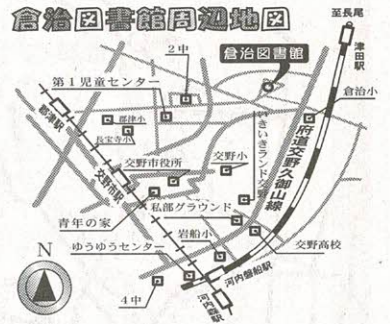 倉治図書館周辺地図
至長尾
津田駅
2中
倉治図書館
第1児童センター
倉治小
郡津駅
郡津小
長宝寺小
いきいきランド交野
府道交野久御山線
交野市役所
交野小
交野市駅
青年の家
私部グラウンド
岩船小
ゆうゆうセンター
交野高校
N
河内磐船駅
4中
河内森駅